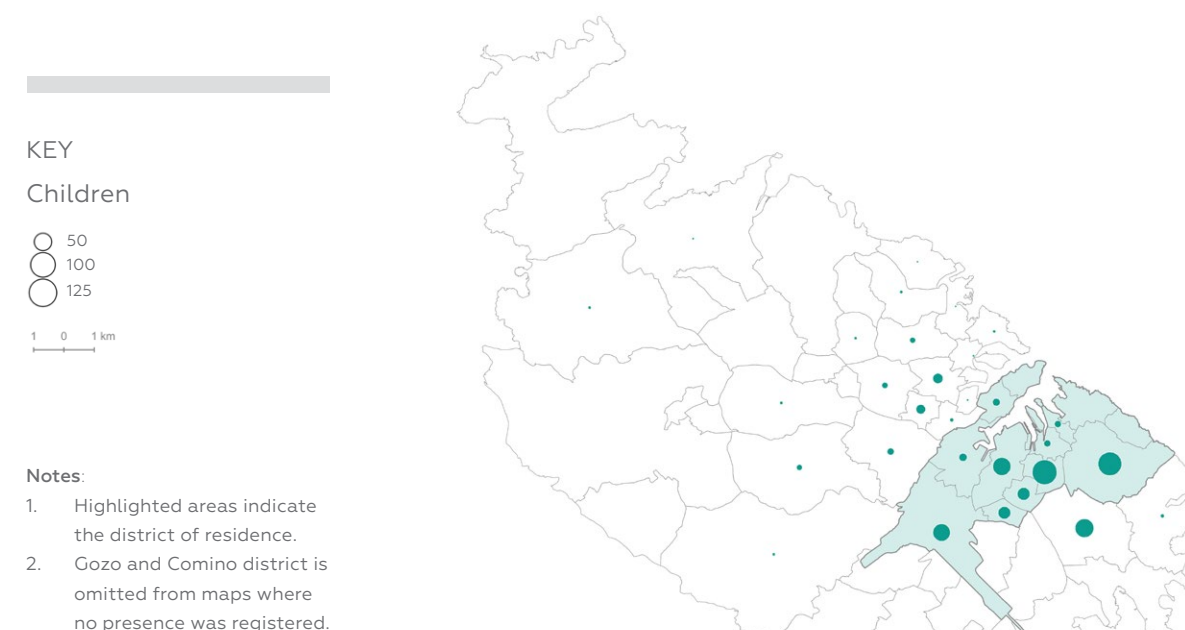 KEY
Children
50
100
125
1 0 1 km
Notes:
1. Highlighted areas indicate
the district of residence.
2. Gozo and Comino district is
omitted from maps where
no presence was registered.